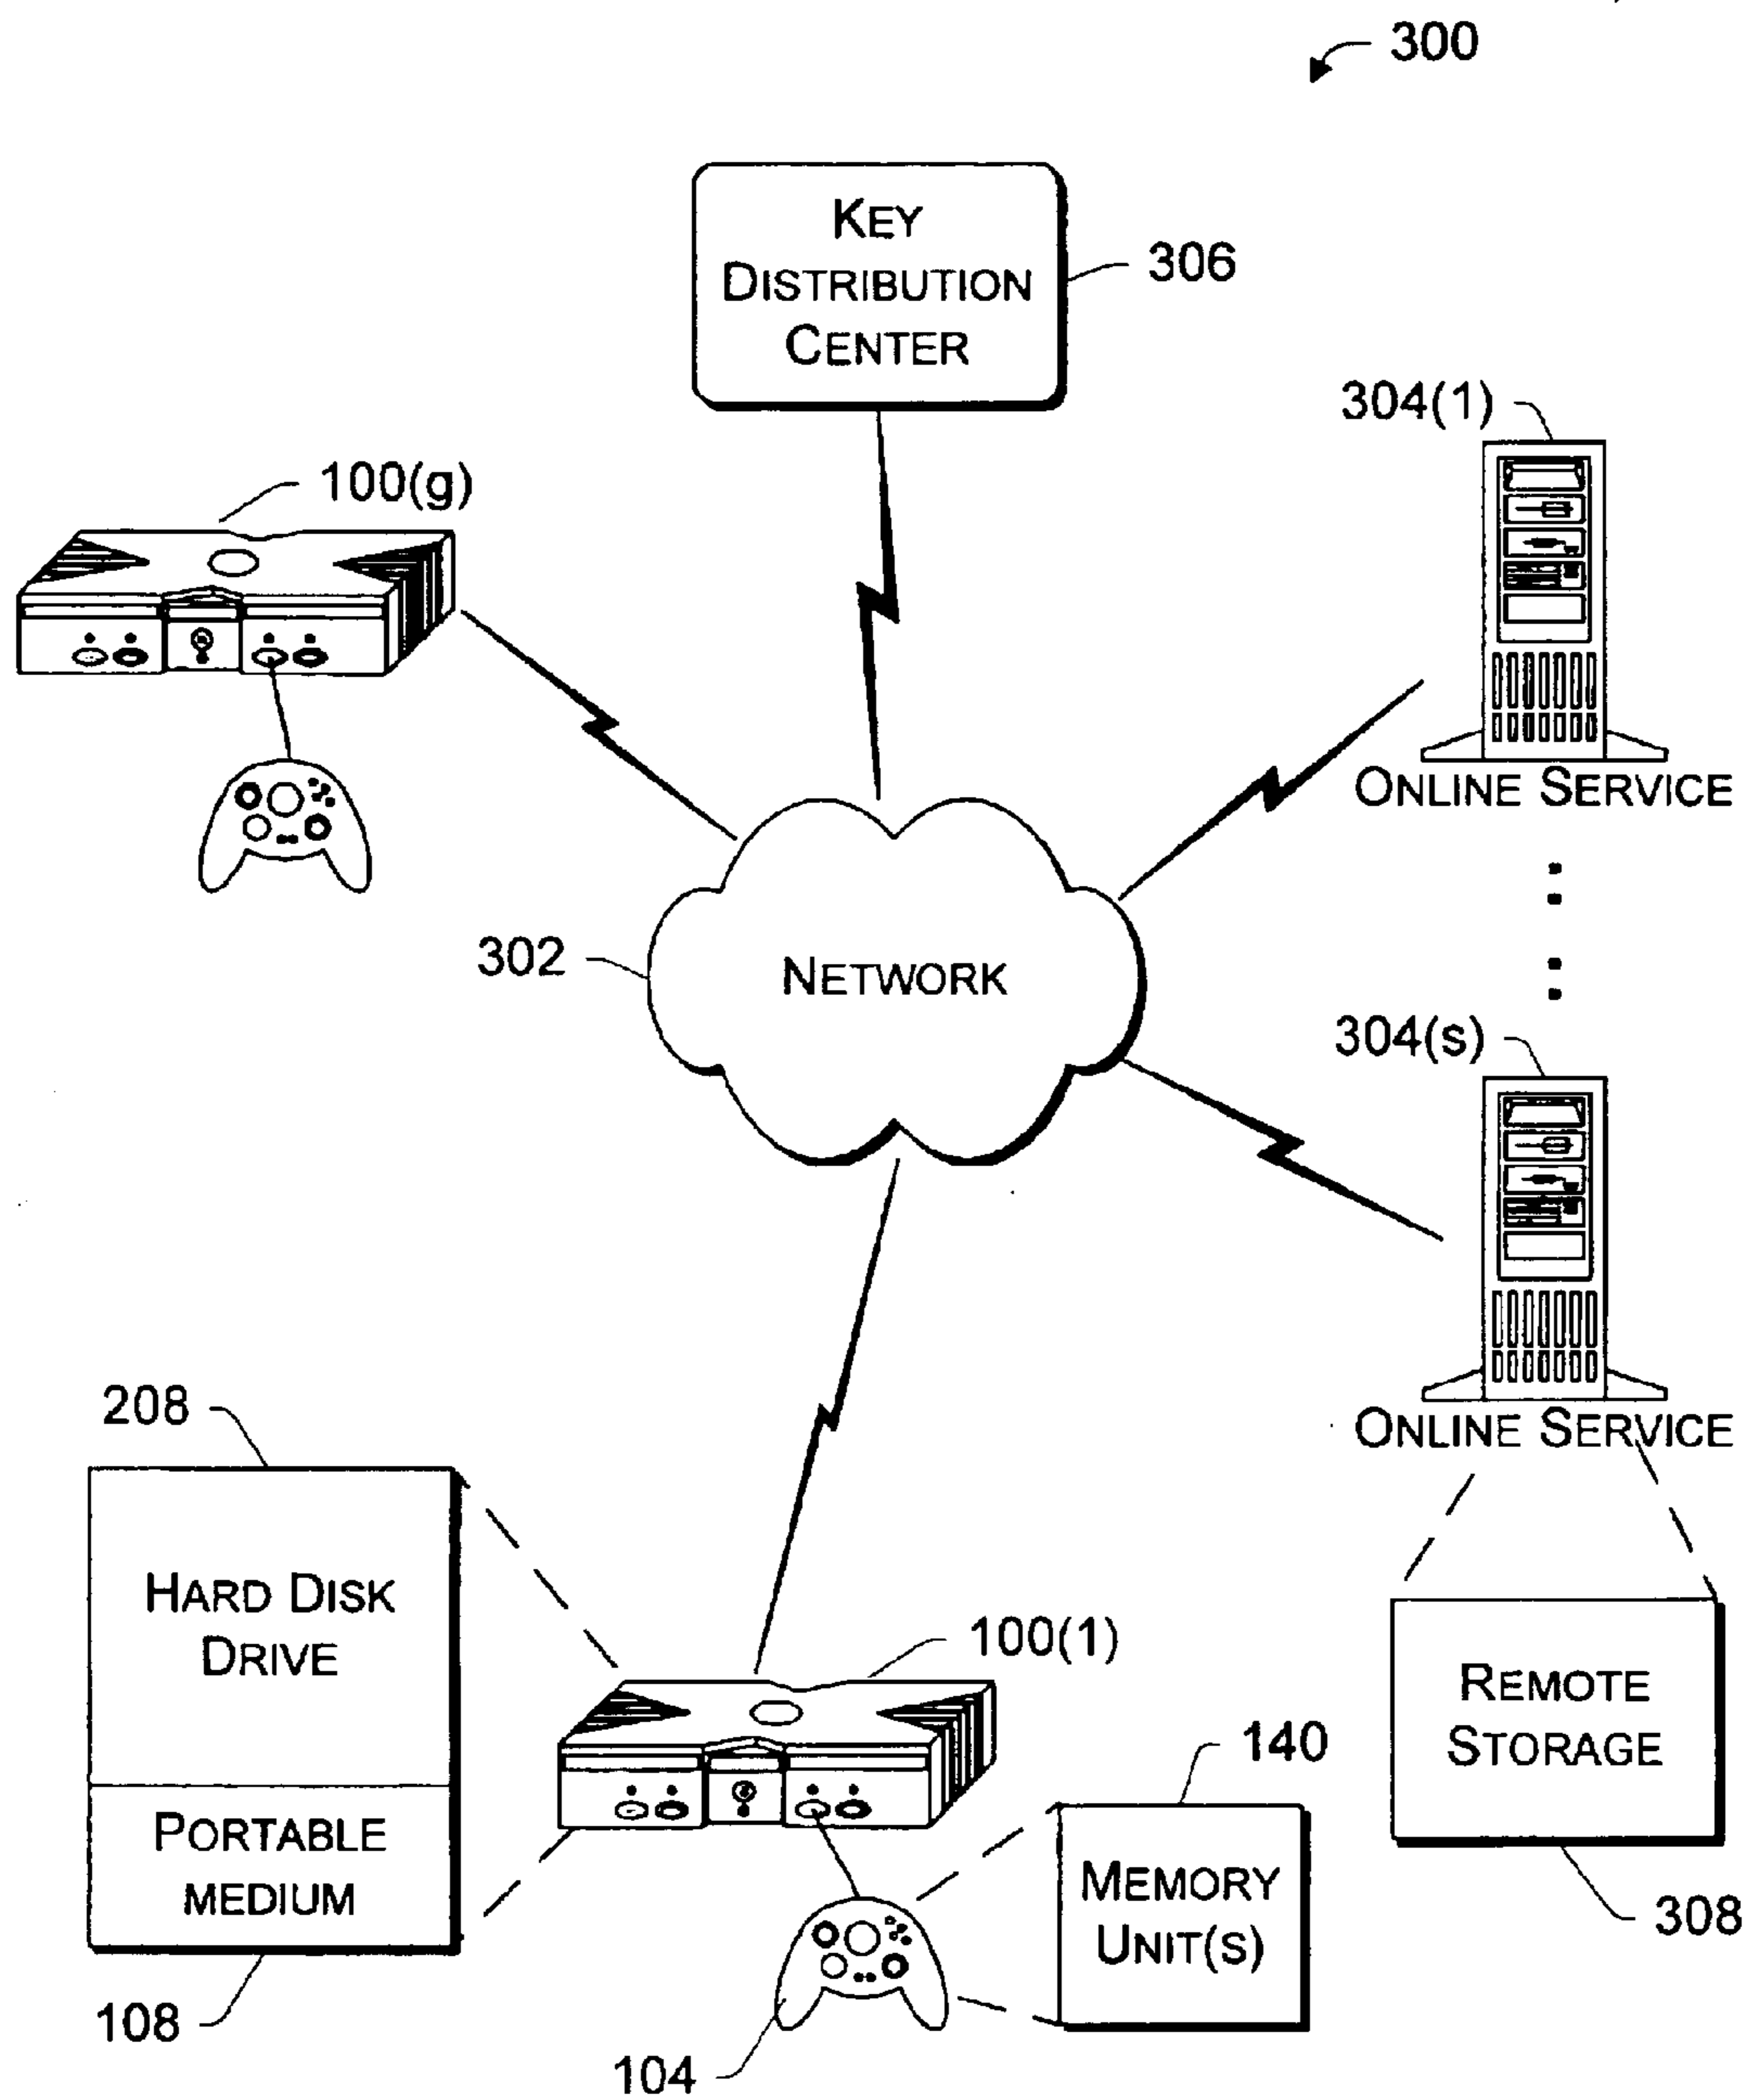 300
KEY
DISTRIBUTION
CENTER
306
304(1)
100(g)
ONLINE SERVICE
302
NETWORK
304(s)
208
ONLINE SERVICE
HARD DISK
DRIVE
100(1)
REMOTE
STORAGE
140
PORTABLE
MEDIUM
MEMORY
UNIT(S)
308
108
104